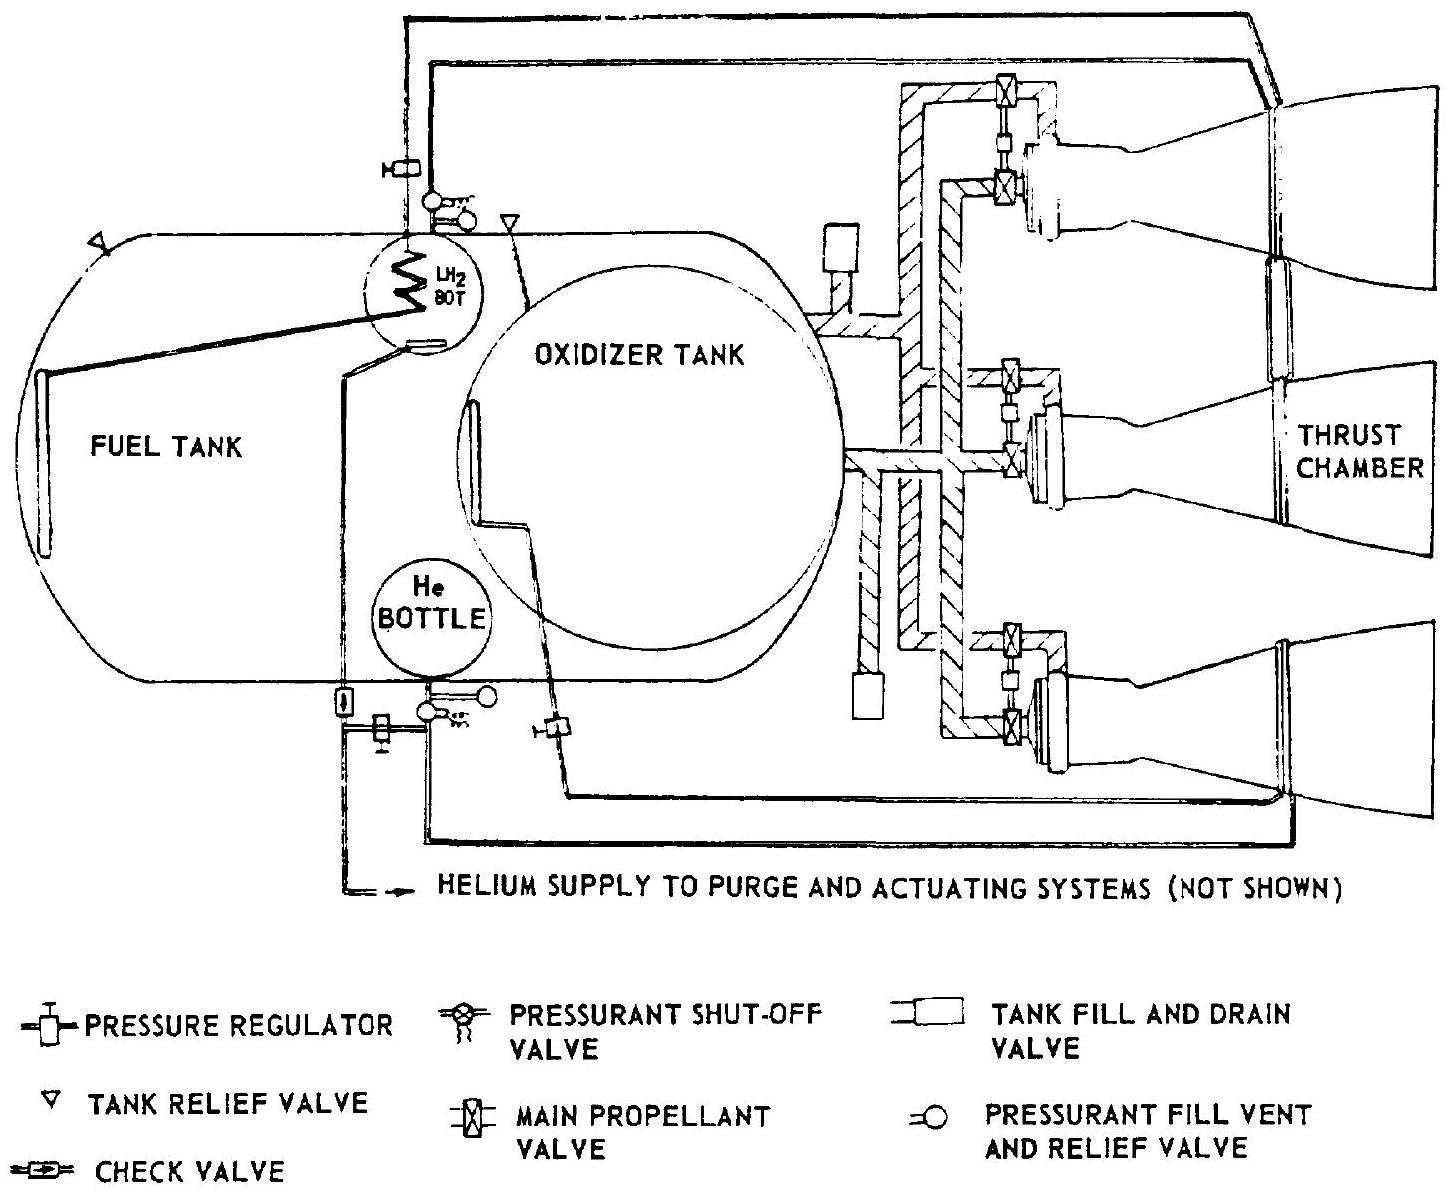 LH2
BOT
OXIDIZER TANK
FUEL TANK
THRUST
CHAMBER
He
BOTTLE
HELIUM SUPPLY TO PURGE AND ACTUATING SYSTEMS (NOT SHOWN)
PRESSURE REGULATOR
PRESSURANT SHUT-OFF
VALVE
TANK FILL AND DRAIN
VALVE
TANK RELIEF VALVE
MAIN PROPELLANT
VALVE
PRESSURANT FILL VENT
AND RELIEF VALVE
CHECK VALVE